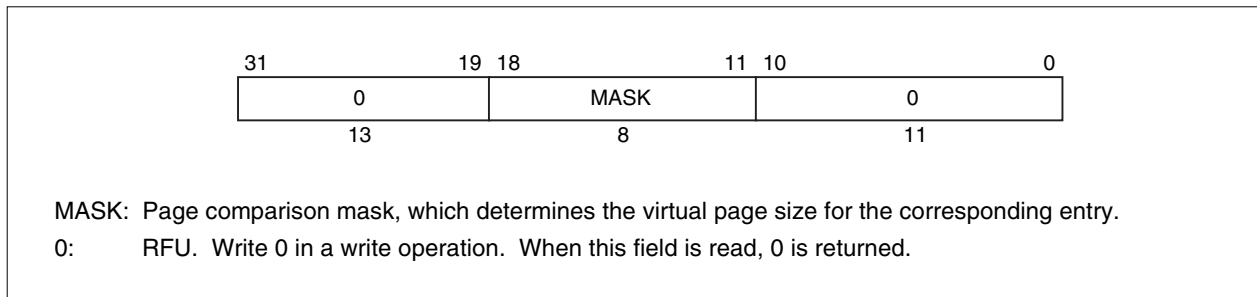 31 19 18 11 10 0
0 MASK 0
13 8 11
MASK: Page comparison mask, which determines the virtual page size for the corresponding entry.
0: RFU. Write 0 in a write operation. When this field is read, 0 is returned.